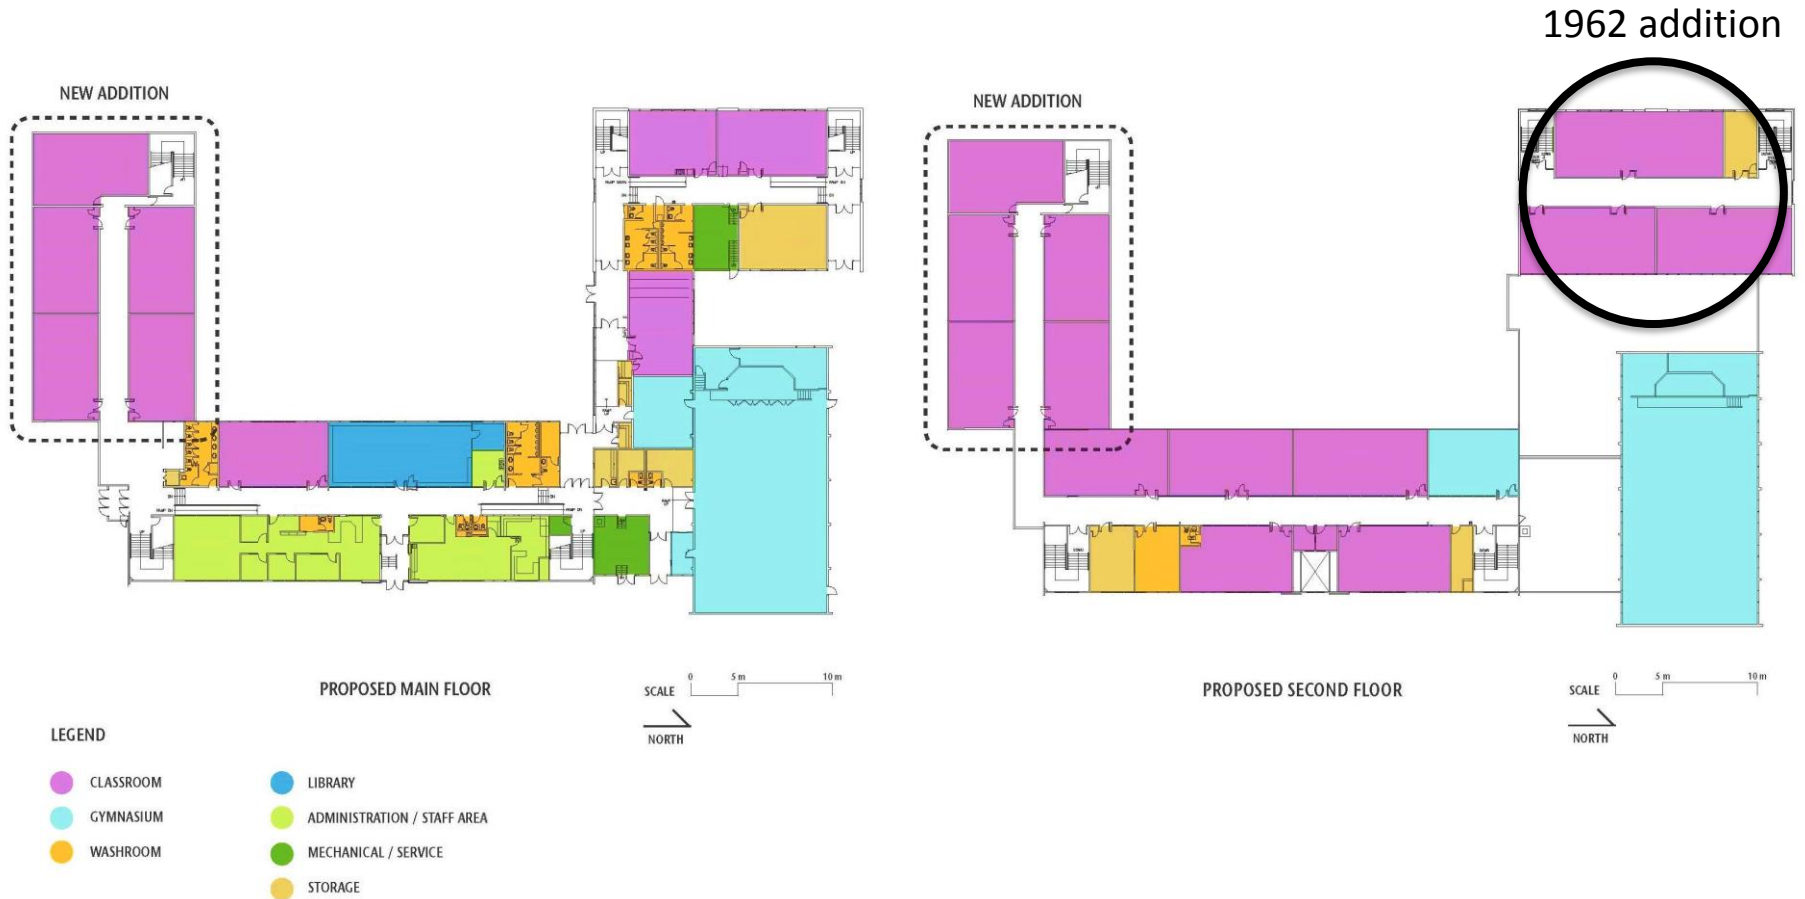 1962 addition
NEW ADDITION
NEW ADDITION
PROPOSED MAIN FLOOR
SCALE
0 5 m 10 m
NORTH
PROPOSED SECOND FLOOR
SCALE
0 5 m 10 m
NORTH
LEGEND
CLASSROOM
GYMNASIUM
WASHROOM
LIBRARY
ADMINISTRATION / STAFF AREA
MECHANICAL / SERVICE
STORAGE